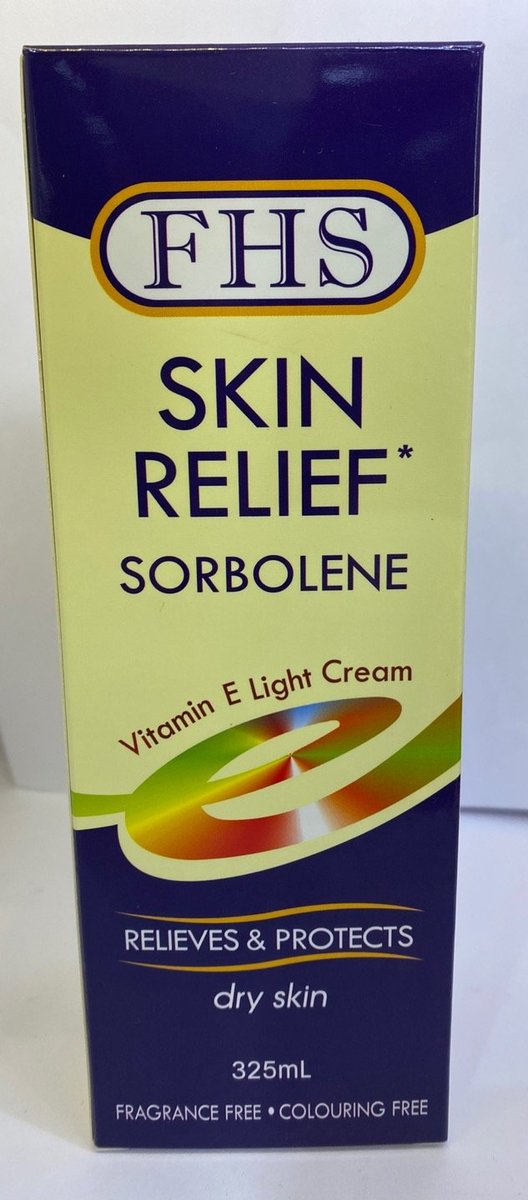 FHS
SKIN
RELIEF*
SORBOLENE
Vitamin E Light Cream
RELIEVES & PROTECTS
dry skin
325mL
FRAGRANCE FREE • COLOURING FREE